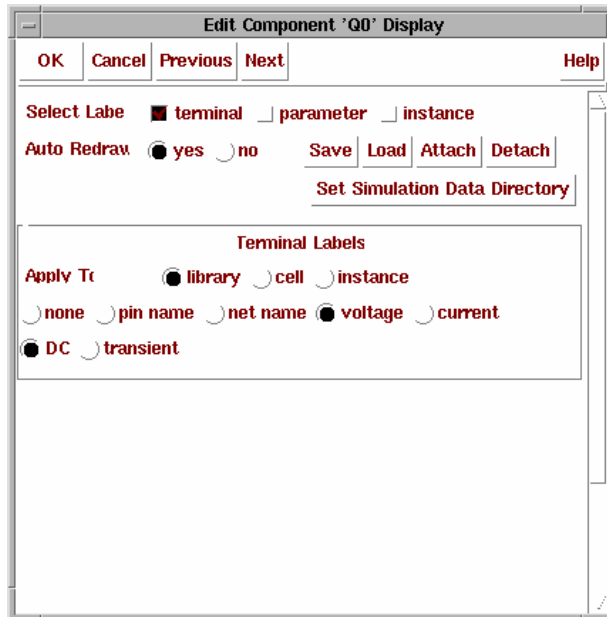 Edit Component 'Q0' Display
OK Cancel Previous Next Help
Select Labe terminal parameter instance
Auto Redraw yes no Save Load Attach Detach
Set Simulation Data Directory
Terminal Labels
Apply To library cell instance
none pin name net name voltage current
DC transient